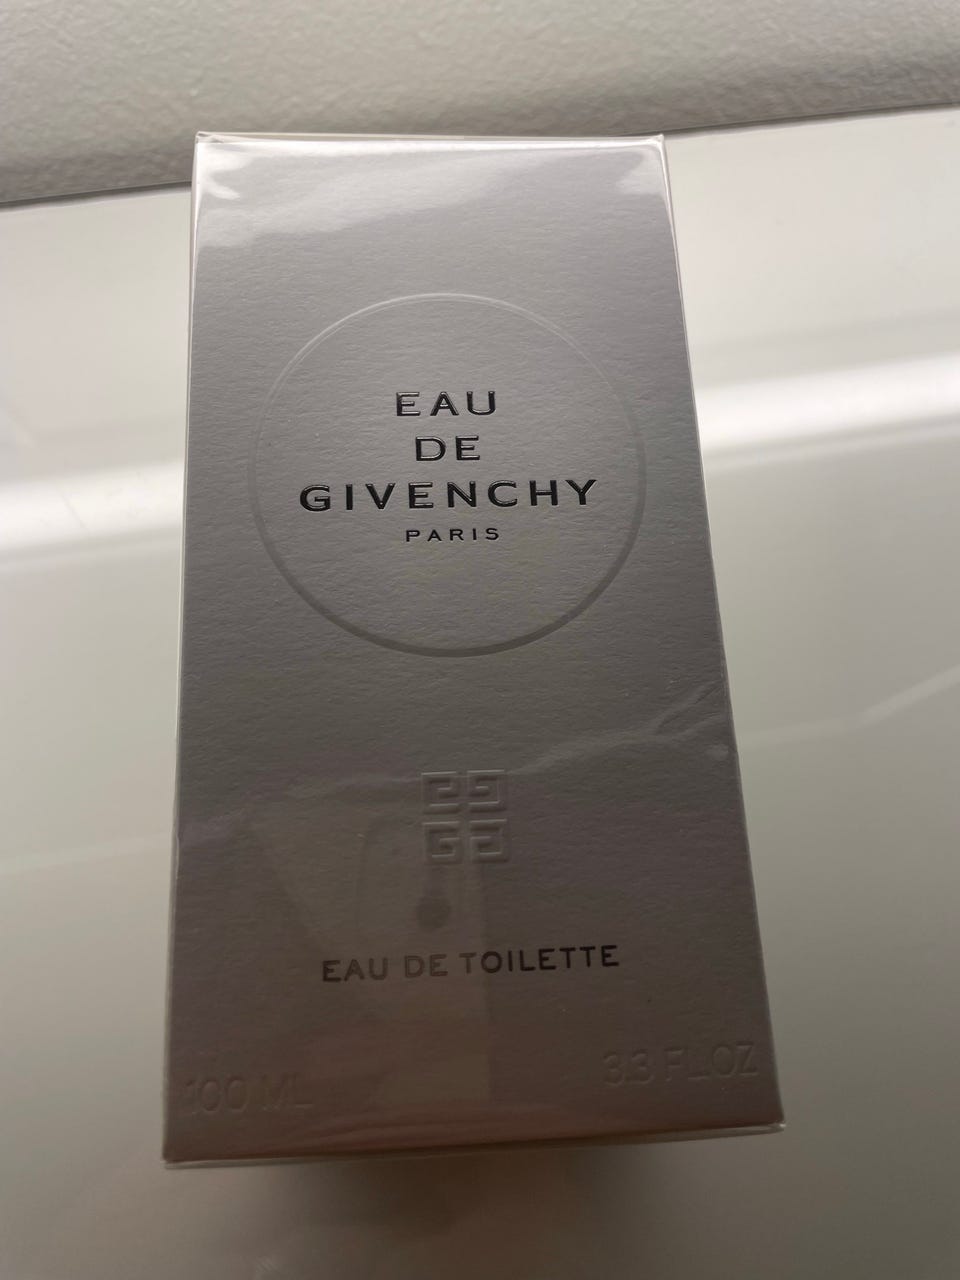 EAU
DE
GIVENCHY
PARIS
EAU DE TOILETTE
100 ML
3.3 FL.OZ